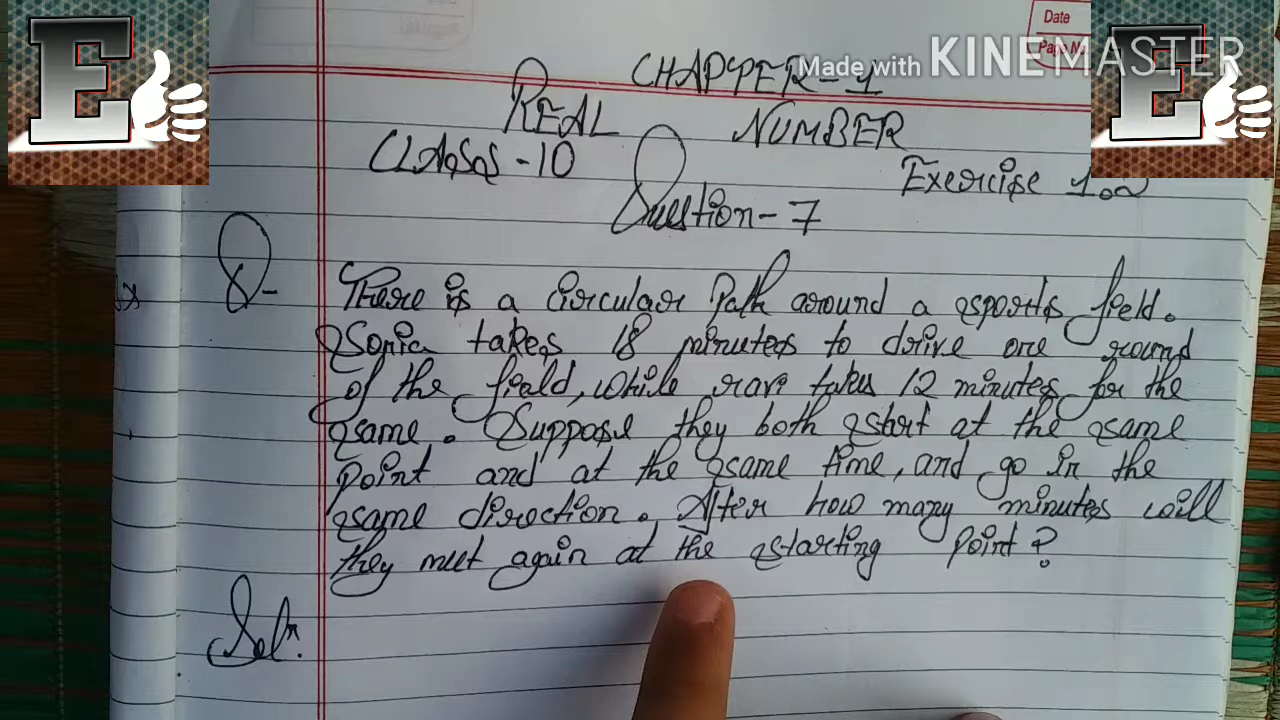 Date
Page No.
Made with KINEMASTER
E
E
CHAPTER-1
REAL NUMBER
CLASS-10
Exercise 1.2
Question-7
Q- There is a circular path around a sports field.
Sonia takes 18 minutes to drive one round
of the field, while ravi takes 12 minutes for the
same. Suppose they both start at the same
point and at the same time, and go in the
same direction. After how many minutes will
they meet again at the starting point?
Solⁿ.